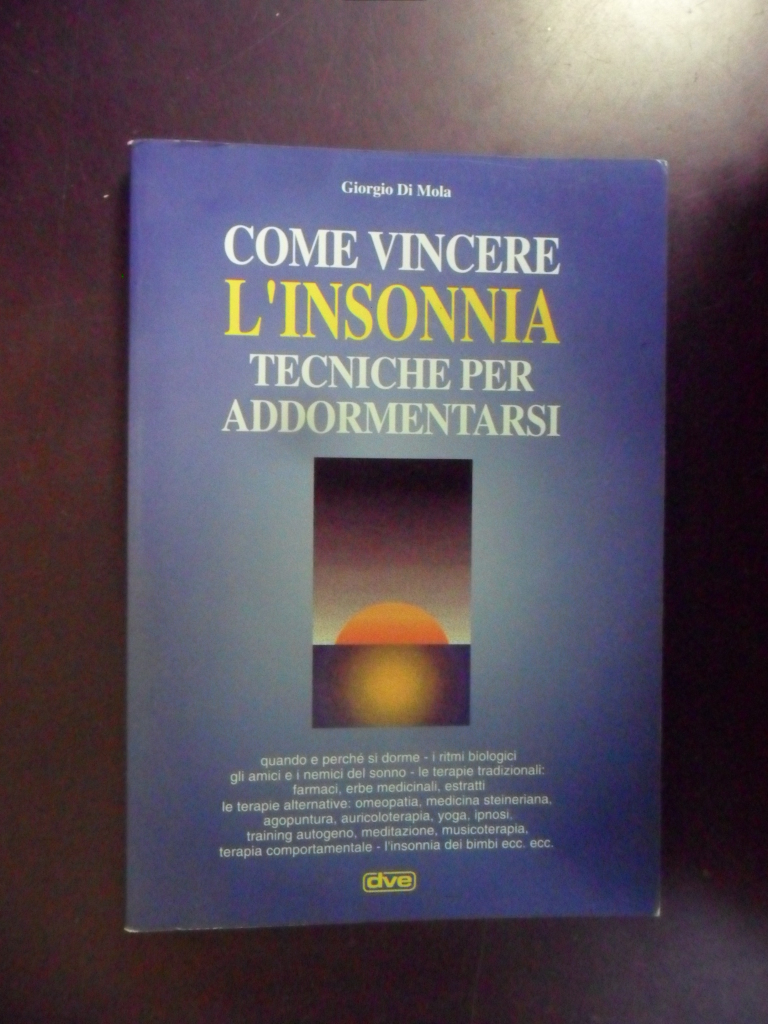 Giorgio Di Mola
COME VINCERE
L'INSONNIA
TECNICHE PER
ADDORMENTARSI
quando e perché si dorme - i ritmi biologici
gli amici e i nemici del sonno - le terapie tradizionali:
farmaci, erbe medicinali, estratti
le terapie alternative: omeopatia, medicina steineriana,
agopuntura, auricoloterapia, yoga, ipnosi,
training autogeno, meditazione, musicoterapia,
terapia comportamentale - l'insonnia dei bimbi ecc. ecc.
dve